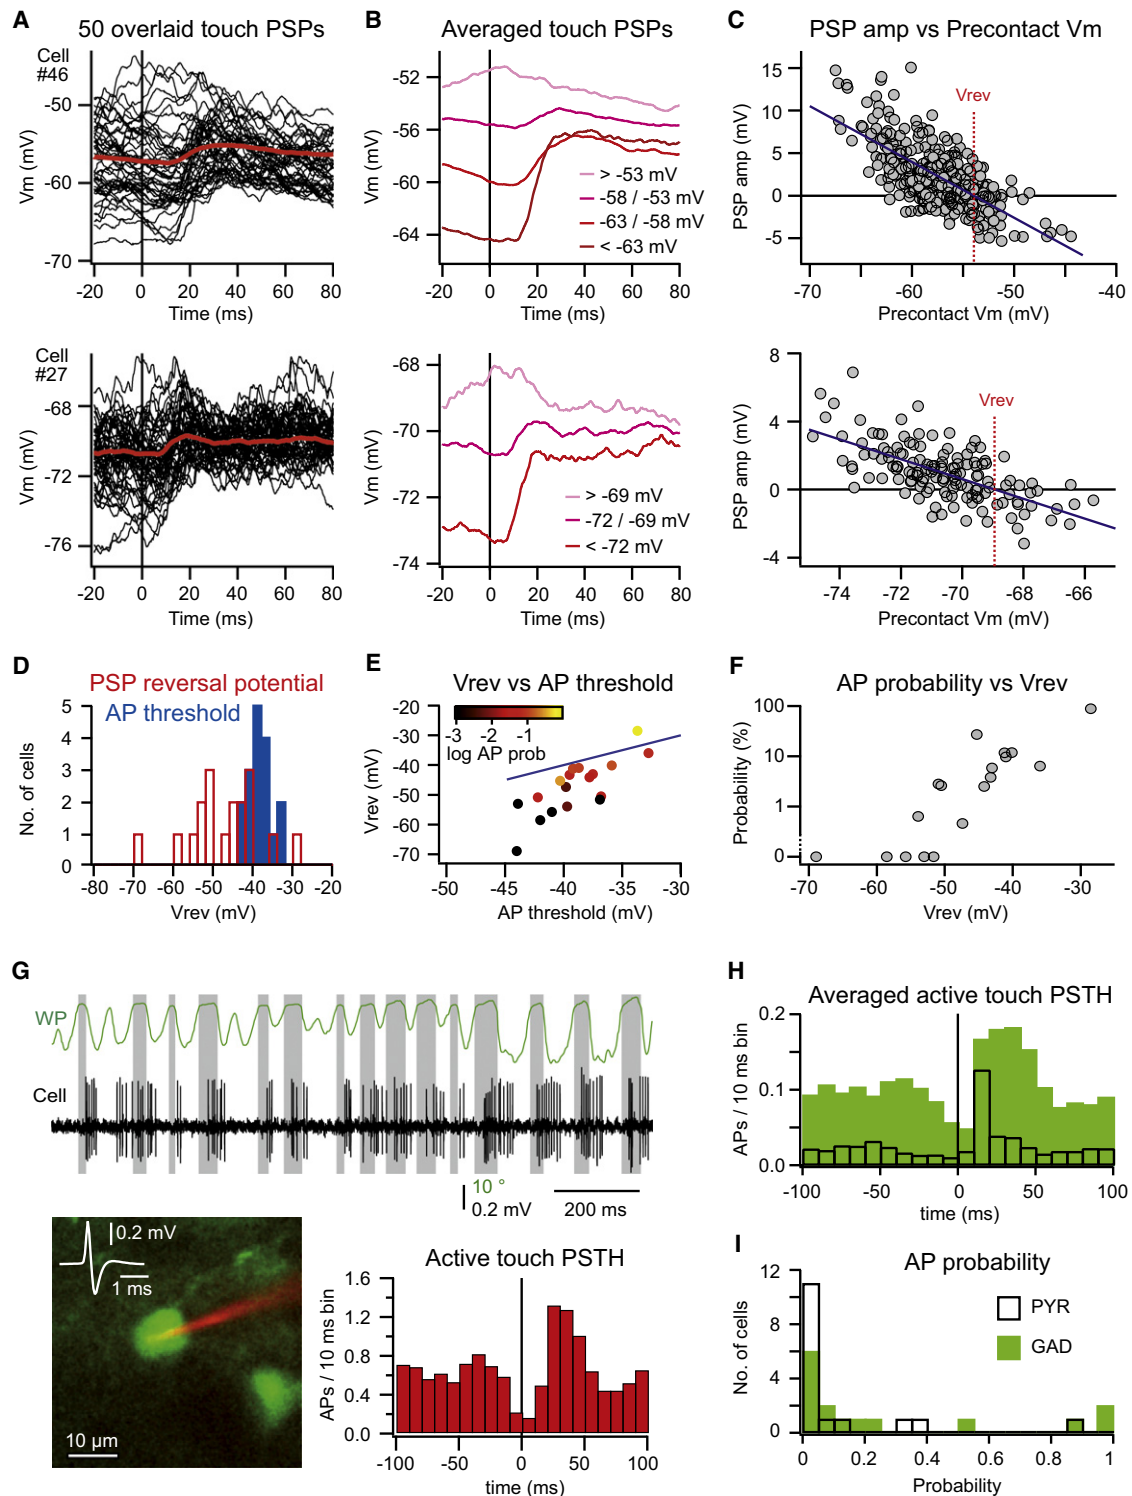 A
50 overlaid touch PSPs
Cell
#46
Vm (mV)
-50
-60
-70
-20 0 20 40 60 80
Time (ms)
Cell
#27
Vm (mV)
-68
-72
-76
-20 0 20 40 60 80
Time (ms)
B
Averaged touch PSPs
Vm (mV)
-52
-56
-60
-64
> -53 mV
-58 / -53 mV
-63 / -58 mV
< -63 mV
-20 0 20 40 60 80
Time (ms)
Vm (mV)
-68
-70
-72
-74
> -69 mV
-72 / -69 mV
< -72 mV
-20 0 20 40 60 80
Time (ms)
C
PSP amp vs Precontact Vm
PSP amp (mV)
15
10
5
0
-5
Vrev
-70 -60 -50 -40
Precontact Vm (mV)
PSP amp (mV)
8
4
0
-4
Vrev
-74 -72 -70 -68 -66
Precontact Vm (mV)
D
PSP reversal potential
AP threshold
No. of cells
5
4
3
2
1
0
-80 -70 -60 -50 -40 -30 -20
Vrev (mV)
E
Vrev vs AP threshold
Vrev (mV)
-20
-30
-40
-50
-60
-70
-3 -2 -1
log AP prob
-50 -45 -40 -35 -30
AP threshold (mV)
F
AP probability vs Vrev
Probability (%)
100
10
1
0
-70 -60 -50 -40 -30
Vrev (mV)
G
WP
Cell
10 °
0.2 mV
200 ms
0.2 mV
1 ms
10 µm
Active touch PSTH
APs / 10 ms bin
1.6
1.2
0.8
0.4
0.0
-100 -50 0 50 100
time (ms)
H
Averaged active touch PSTH
APs / 10 ms bin
0.2
0.1
0.0
-100 -50 0 50 100
time (ms)
I
AP probability
No. of cells
12
8
4
0
PYR
GAD
0 0.2 0.4 0.6 0.8 1
Probability